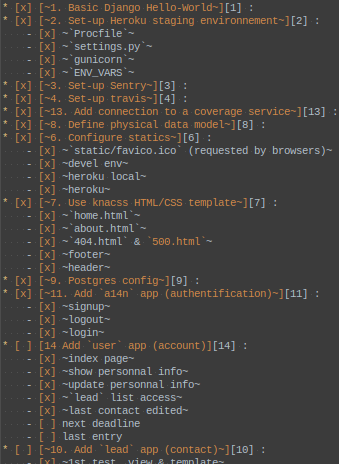 * [x] [~1. Basic Django Hello-World~][1] :
* [x] [~2. Set-up Heroku staging environnement~][2] :
- [x] ~`Procfile`~
- [x] ~`settings.py`~
- [x] ~`gunicorn`~
- [x] ~`ENV_VARS`~
* [x] [~3. Set-up Sentry~][3] :
* [x] [~4. Set-up travis~][4] :
* [x] [~13. Add connection to a coverage service~][13] :
* [x] [~8. Define physical data model~][8] :
* [x] [~6. Configure statics~][6] :
- [x] ~`static/favico.ico` (requested by browsers)~
- [x] ~devel env~
- [x] ~heroku local~
- [x] ~heroku~
* [x] [~7. Use knacss HTML/CSS template~][7] :
- [x] ~`home.html`~
- [x] ~`about.html`~
- [x] ~`404.html` & `500.html`~
- [x] ~footer~
- [x] ~header~
* [x] [~9. Postgres config~][9] :
* [x] [~11. Add `a14n` app (authentification)~][11] :
- [x] ~signup~
- [x] ~logout~
- [x] ~login~
* [ ] [14 Add `user` app (account)][14] :
- [x] ~index page~
- [x] ~show personnal info~
- [x] ~update personnal info~
- [x] ~`lead` list access~
- [x] ~last contact edited~
- [ ] next deadline
- [ ] last entry
* [ ] [~10. Add `lead` app (contact)~][10] :
- [x] ~1st test, view & template~